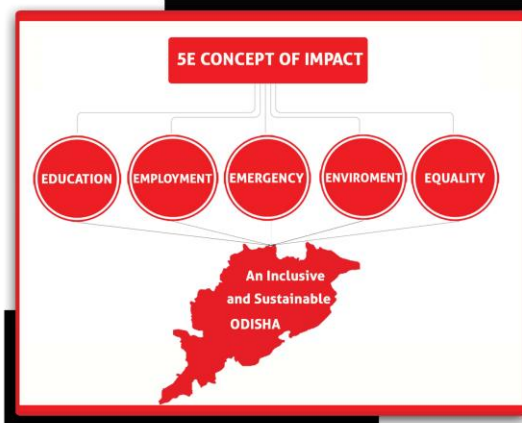 5E CONCEPT OF IMPACT
EDUCATION
EMPLOYMENT
EMERGENCY
ENVIROMENT
EQUALITY
An Inclusive
and Sustainable
ODISHA